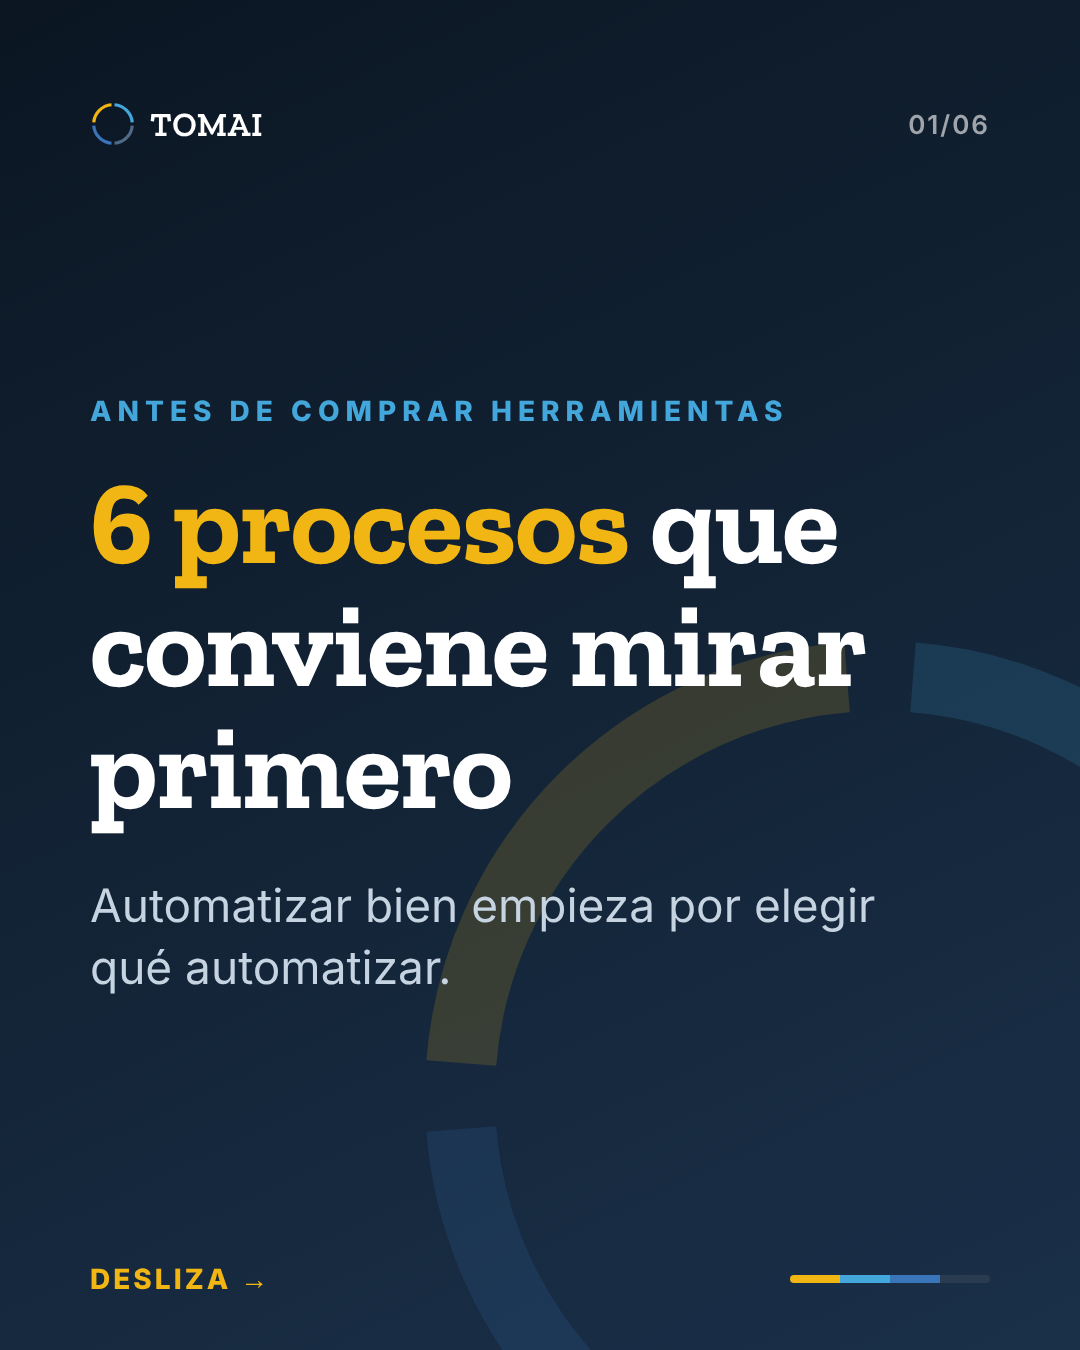 TOMAI
01/06
ANTES DE COMPRAR HERRAMIENTAS
6 procesos que
conviene mirar
primero
Automatizar bien empieza por elegir
qué automatizar.
DESLIZA →